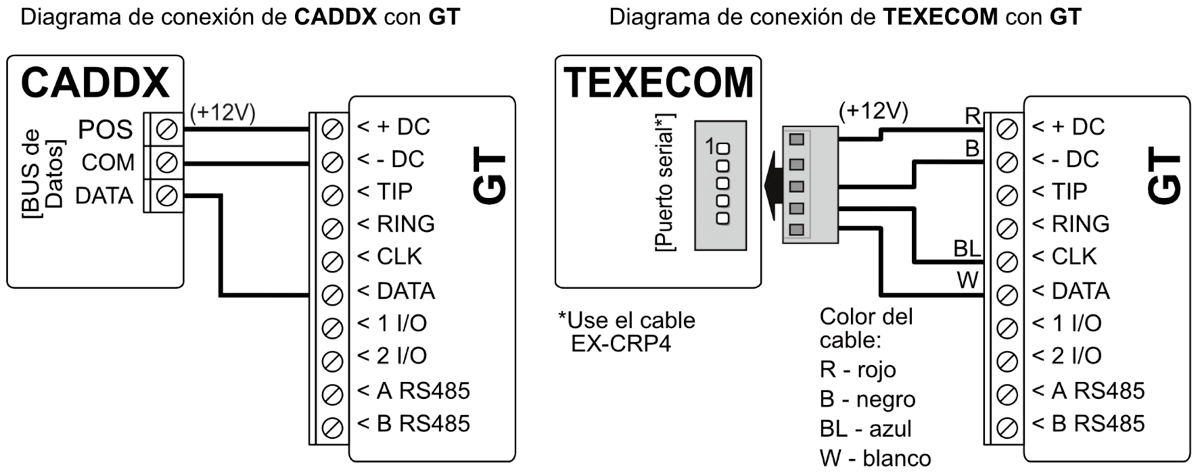 Diagrama de conexión de CADDX con GT
CADDX
[BUS de
Datos]
POS
COM
DATA
(+12V)
< + DC
< - DC
< TIP
< RING
< CLK
< DATA
< 1 I/O
< 2 I/O
< A RS485
< B RS485
GT
Diagrama de conexión de TEXECOM con GT
TEXECOM
[Puerto serial*]
1
*Use el cable
EX-CRP4
(+12V)
R
B
BL
W
Color del
cable:
R - rojo
B - negro
BL - azul
W - blanco
< + DC
< - DC
< TIP
< RING
< CLK
< DATA
< 1 I/O
< 2 I/O
< A RS485
< B RS485
GT